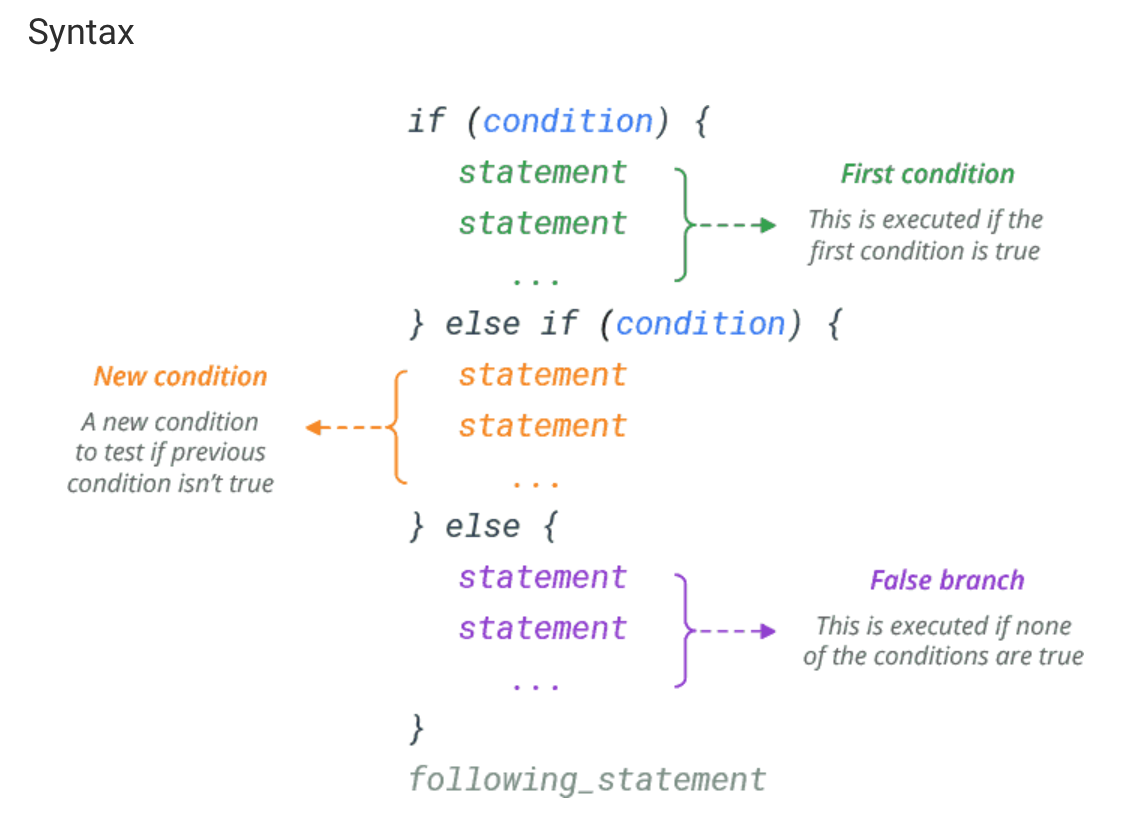 Syntax
if (condition) {
statement
statement
...
First condition
This is executed if the
first condition is true
} else if (condition) {
New condition
A new condition
to test if previous
condition isn’t true
statement
statement
...
} else {
statement
statement
...
False branch
This is executed if none
of the conditions are true
}
following_statement